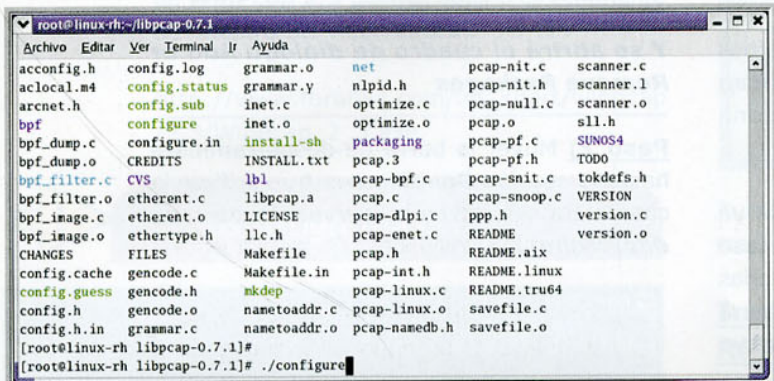 root@linux-rh:~/libpcap-0.7.1
Archivo Editar Ver Terminal Ir Ayuda
acconfig.h config.log grammar.o net pcap-nit.c scanner.c
aclocal.m4 config.status grammar.y nlpid.h pcap-nit.h scanner.l
arcnet.h config.sub inet.c optimize.c pcap-null.c scanner.o
bpf configure inet.o optimize.o pcap.o sll.h
bpf_dump.c configure.in install-sh packaging pcap-pf.c SUNOS4
bpf_dump.o CREDITS INSTALL.txt pcap.3 pcap-pf.h TODO
bpf_filter.c CVS lbl pcap-bpf.c pcap-snit.c tokdefs.h
bpf_filter.o etherent.c libpcap.a pcap.c pcap-snoop.c VERSION
bpf_image.c etherent.o LICENSE pcap-dlpi.c ppp.h version.c
bpf_image.o ethertype.h llc.h pcap-enet.c README version.o
CHANGES FILES Makefile pcap.h README.aix
config.cache gencode.c Makefile.in pcap-int.h README.linux
config.guess gencode.h mkdep pcap-linux.c README.tru64
config.h gencode.o nametoaddr.c pcap-linux.o savefile.c
config.h.in grammar.c nametoaddr.o pcap-namedb.h savefile.o
[root@linux-rh libpcap-0.7.1]#
[root@linux-rh libpcap-0.7.1]# ./configure